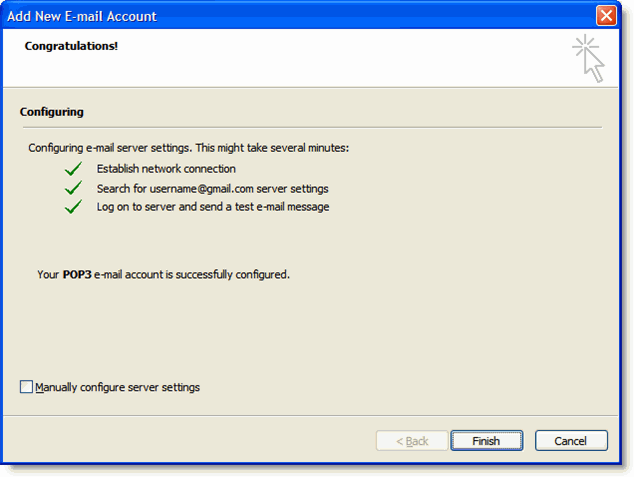 Add New E-mail Account
Congratulations!
Configuring
Configuring e-mail server settings. This might take several minutes:
Establish network connection
Search for username@gmail.com server settings
Log on to server and send a test e-mail message
Your POP3 e-mail account is successfully configured.
Manually configure server settings
< Back Finish Cancel